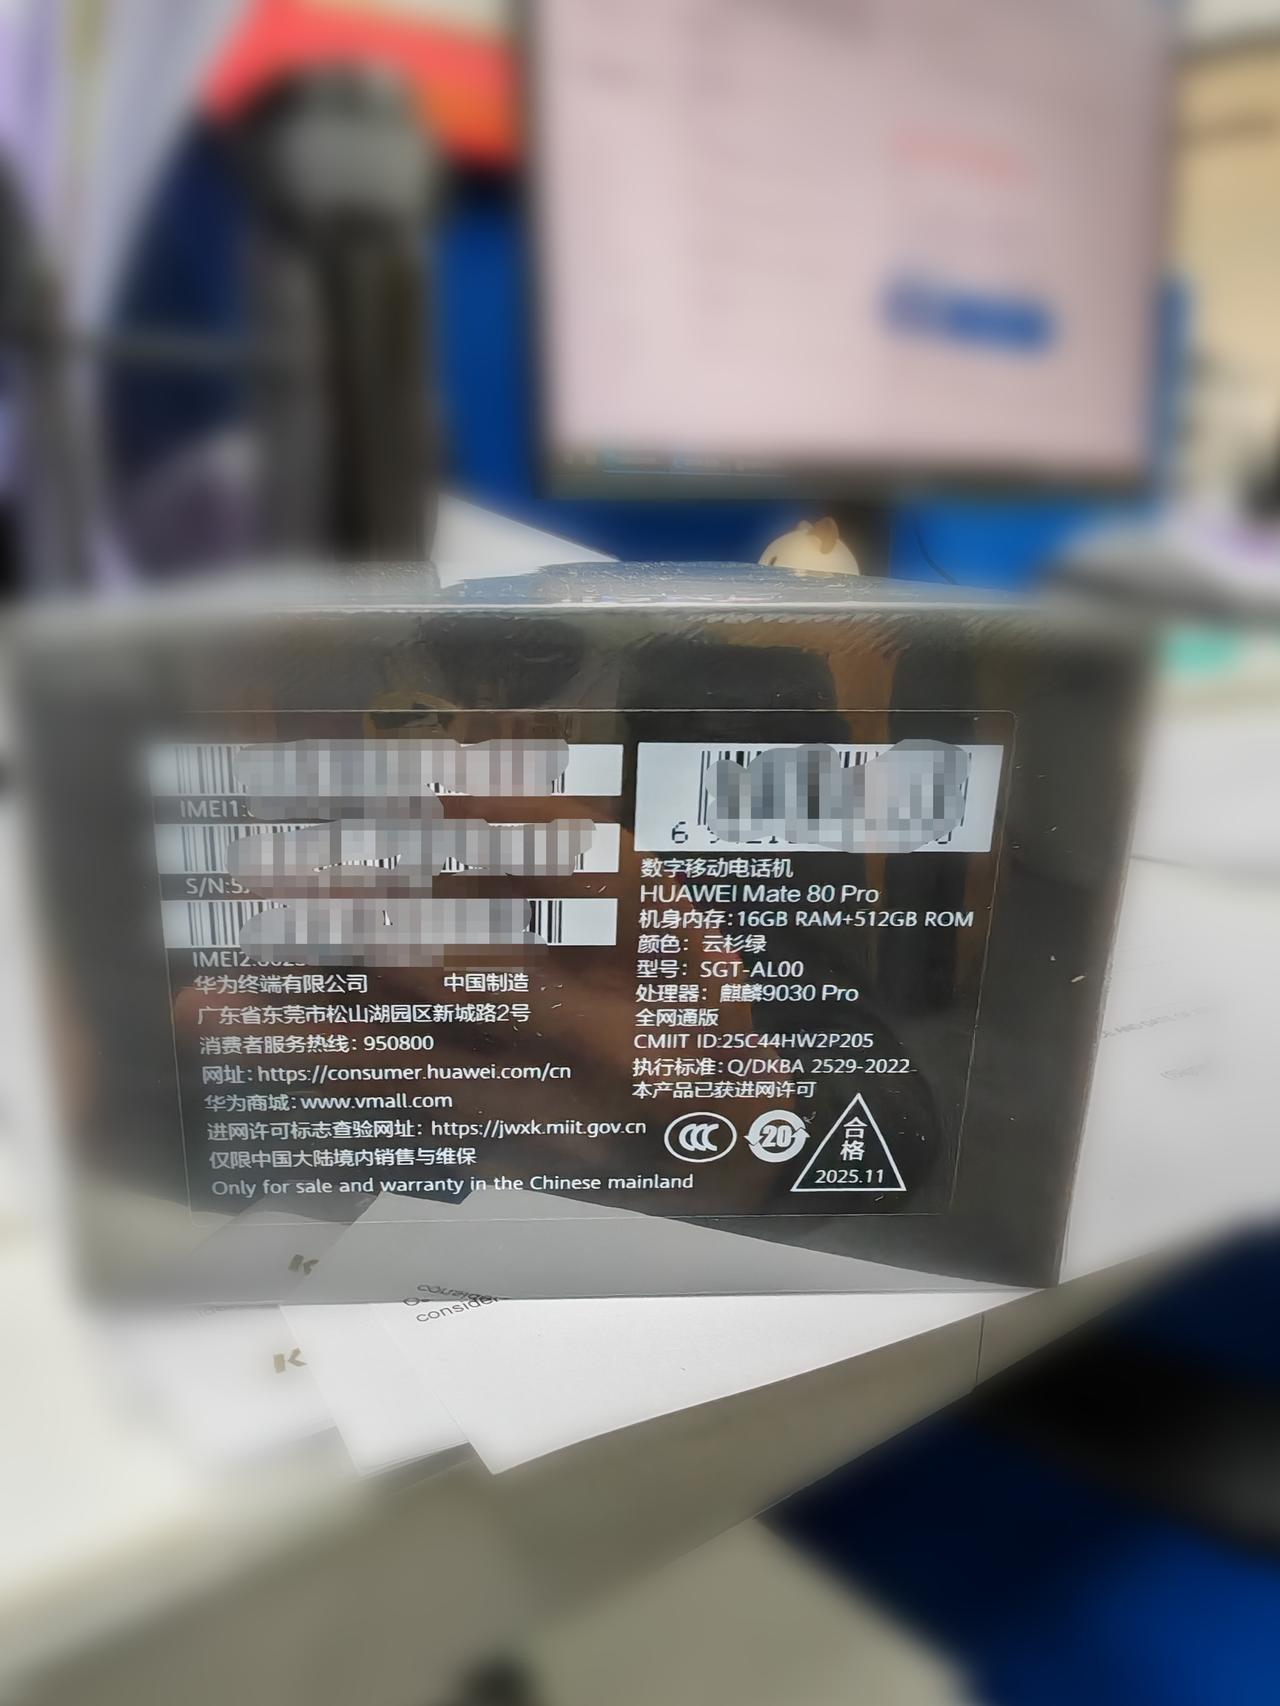 IMEI1:
S/N:5
IMEI2:
华为终端有限公司 中国制造
广东省东莞市松山湖园区新城路2号
消费者服务热线：950800
网址：https://consumer.huawei.com/cn
华为商城：www.vmall.com
进网许可标志查验网址：https://jwxk.miit.gov.cn
仅限中国大陆境内销售与维保
Only for sale and warranty in the Chinese mainland
6
数字移动电话机
HUAWEI Mate 80 Pro
机身内存：16GB RAM+512GB ROM
颜色：云杉绿
型号：SGT-AL00
处理器：麒麟9030 Pro
全网通版
CMIIT ID:25C44HW2P205
执行标准：Q/DKBA 2529-2022
本产品已获进网许可
CCC
20
合格
2025.11
consider